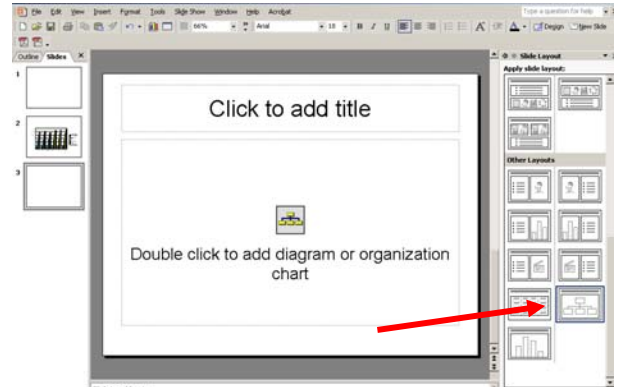 File Edit View Insert Format Tools Slide Show Window Help Acrobat
Type a question for help
66% Arial 18 B I U Design New Slide
Outline Slides X
Slide Layout
Apply slide layout:
1
2
3
Click to add title
Double click to add diagram or organization
chart
Other Layouts